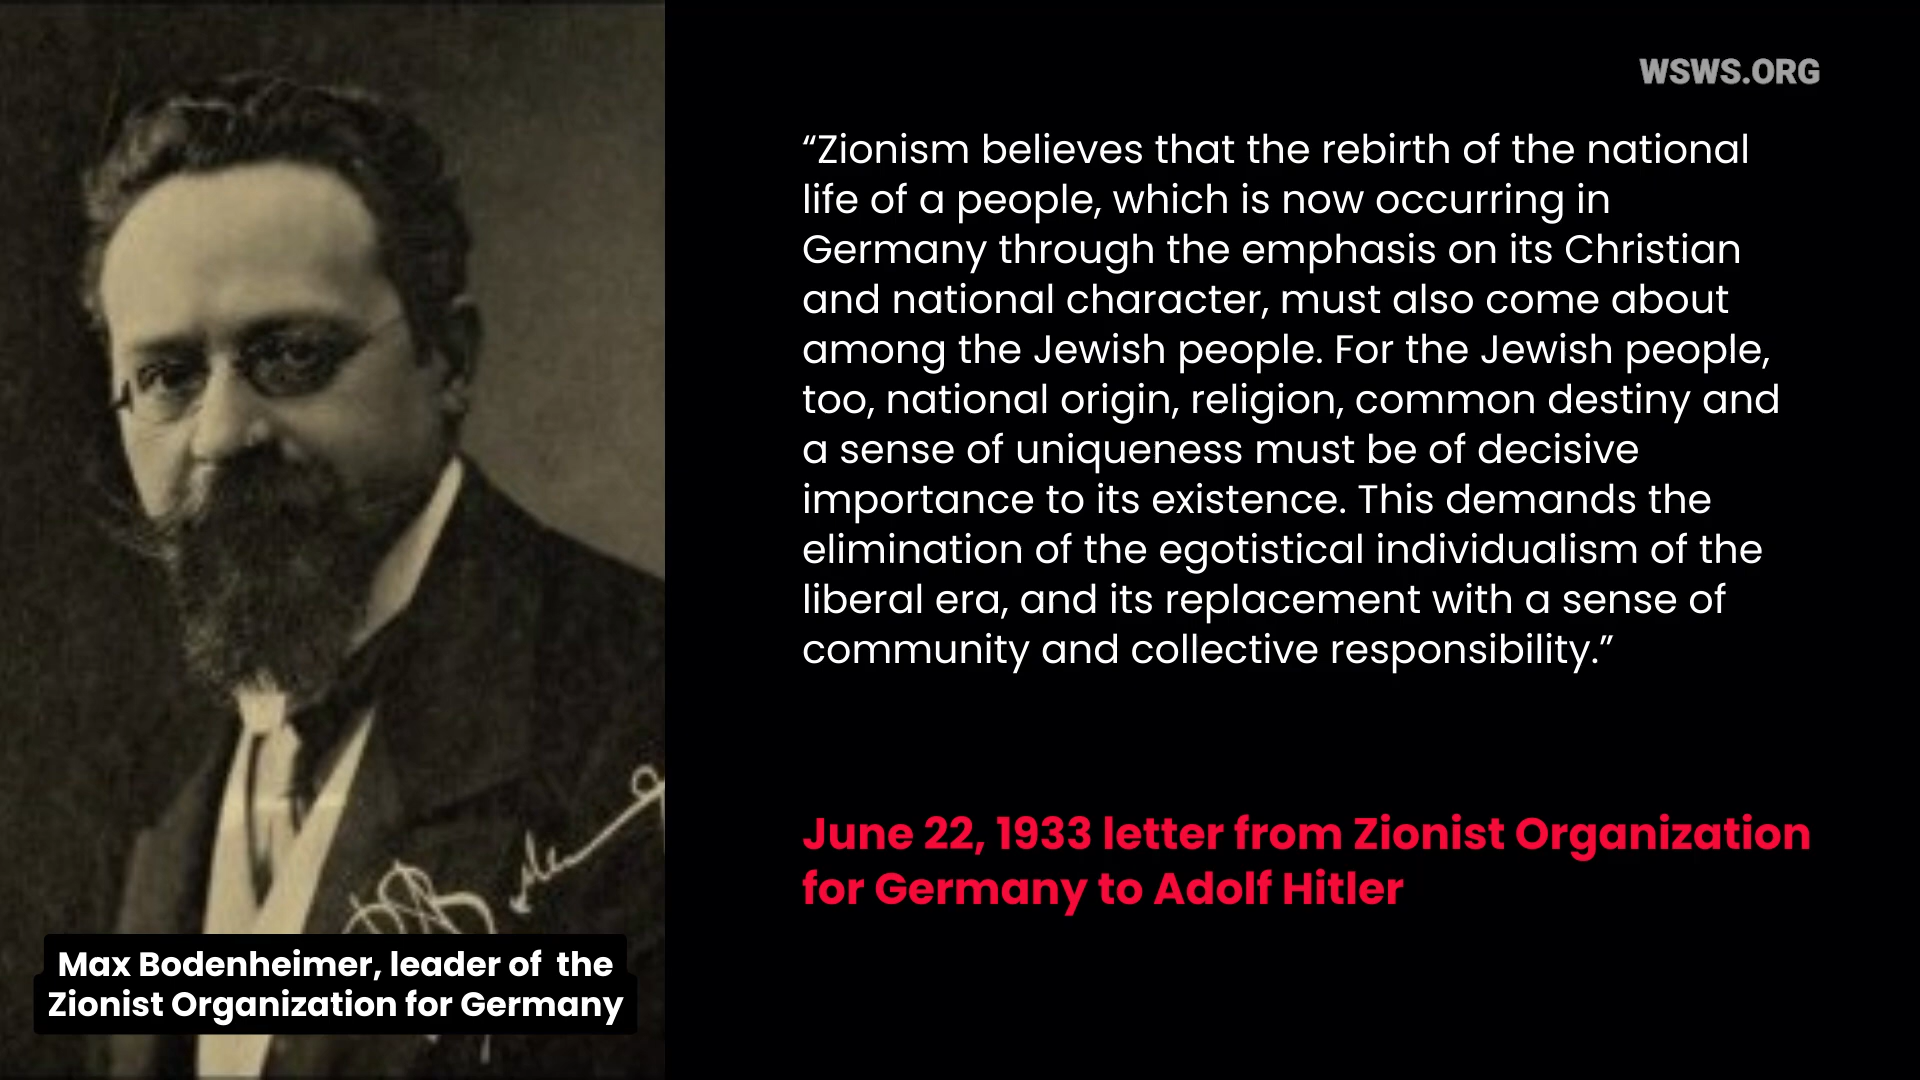 WSWS.ORG
“Zionism believes that the rebirth of the national
life of a people, which is now occurring in
Germany through the emphasis on its Christian
and national character, must also come about
among the Jewish people. For the Jewish people,
too, national origin, religion, common destiny and
a sense of uniqueness must be of decisive
importance to its existence. This demands the
elimination of the egotistical individualism of the
liberal era, and its replacement with a sense of
community and collective responsibility.”
June 22, 1933 letter from Zionist Organization
for Germany to Adolf Hitler
Max Bodenheimer, leader of  the
Zionist Organization for Germany